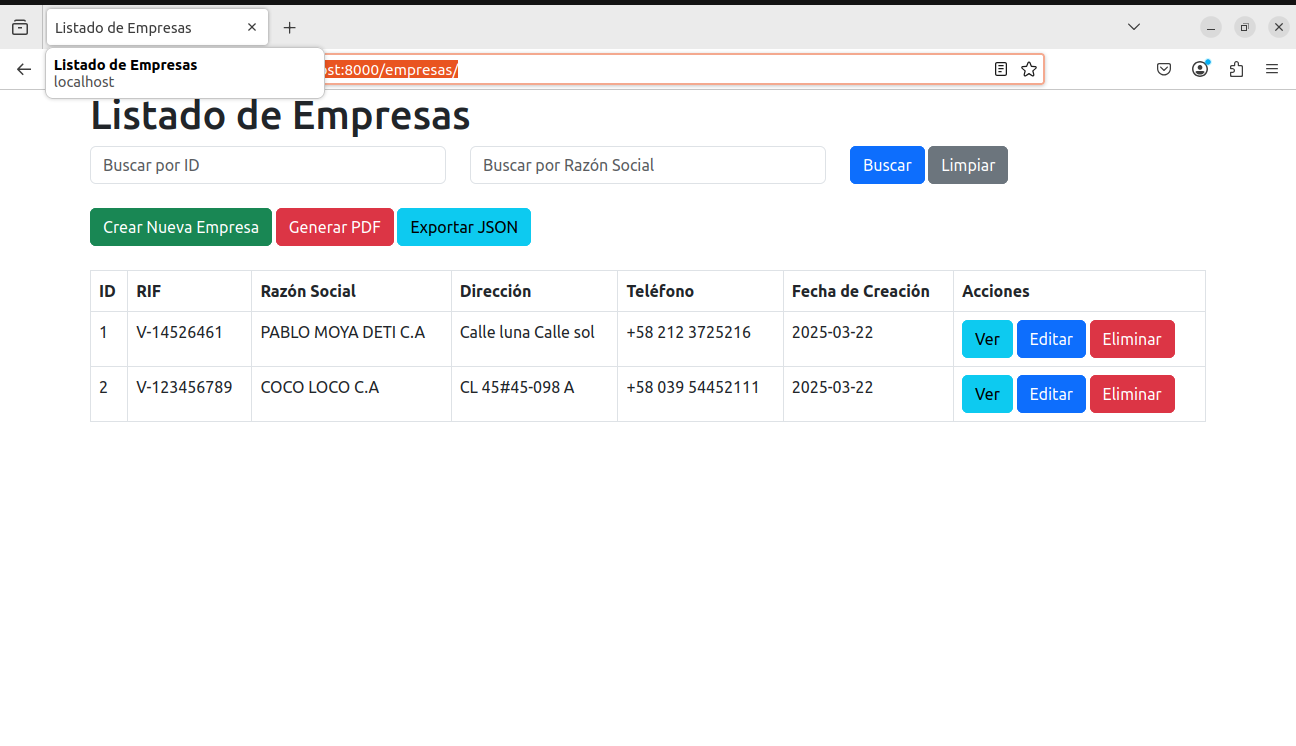 Listado de Empresas
Listado de Empresas
localhost
ost:8000/empresas/
Listado de Empresas
Buscar por ID Buscar por Razón Social Buscar Limpiar
Crear Nueva Empresa Generar PDF Exportar JSON
ID RIF Razón Social Dirección Teléfono Fecha de Creación Acciones
1 V-14526461 PABLO MOYA DETI C.A Calle luna Calle sol +58 212 3725216 2025-03-22 Ver Editar Eliminar
2 V-123456789 COCO LOCO C.A CL 45#45-098 A +58 039 54452111 2025-03-22 Ver Editar Eliminar